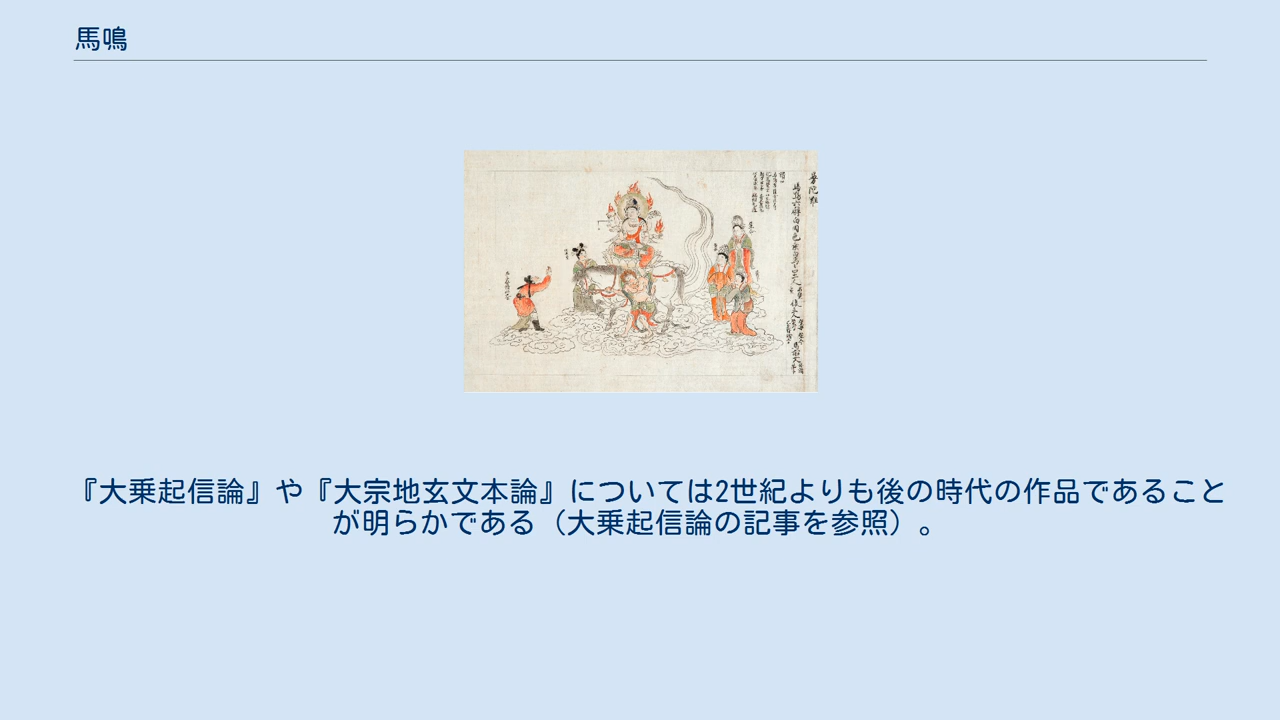 馬鳴
『大乗起信論』や『大宗地玄文本論』については2世紀よりも後の時代の作品であること
が明らかである（大乗起信論の記事を参照）。